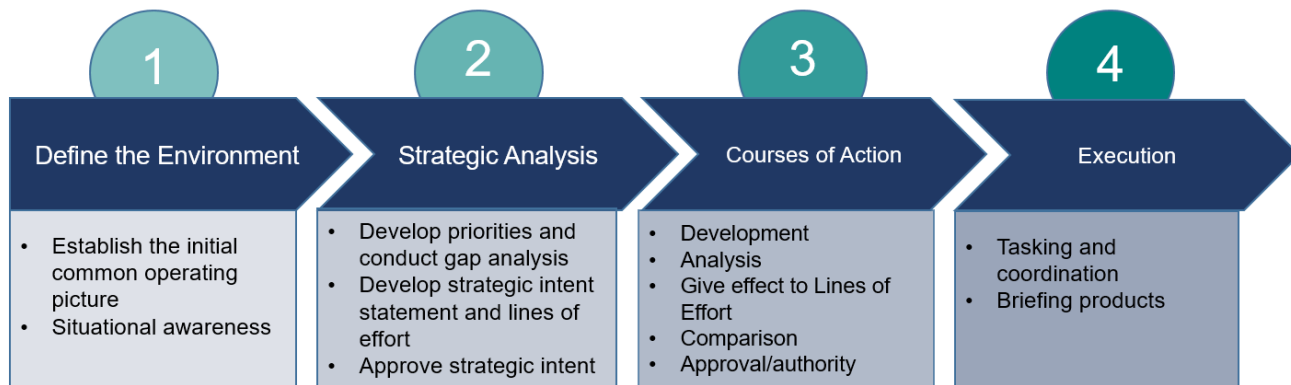 1
Define the Environment
• Establish the initial
common operating
picture
• Situational awareness
2
Strategic Analysis
• Develop priorities and
conduct gap analysis
• Develop strategic intent
statement and lines of
effort
• Approve strategic intent
3
Courses of Action
• Development
• Analysis
• Give effect to Lines of
Effort
• Comparison
• Approval/authority
4
Execution
• Tasking and
coordination
• Briefing products